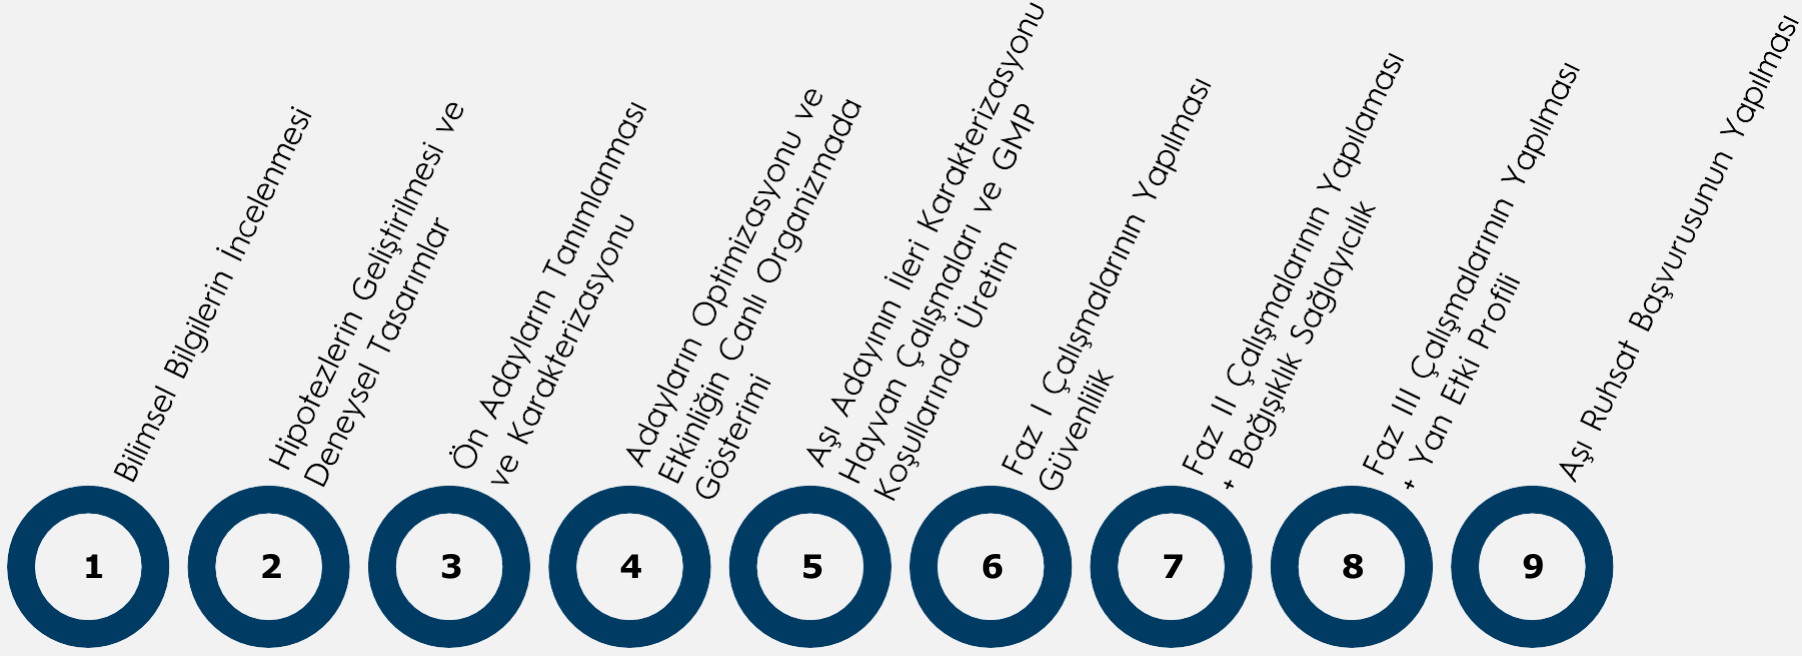 Bilimsel Bilgilerin İncelenmesi
Hipotezlerin Geliştirilmesi ve
Deneysel Tasarımlar
Ön Adayların Tanımlanması
ve Karakterizasyonu
Adayların Optimizasyonu ve
Etkinliğin Canlı Organizmada
Gösterimi
Aşı Adayının İleri Karakterizasyonu
Hayvan Çalışmaları ve GMP
Koşullarında Üretim
Faz I Çalışmalarının Yapılması
Güvenlilik
Faz II Çalışmalarının Yapılaması
+ Bağışıklık Sağlayıcılık
Faz III Çalışmalarının Yapılması
+ Yan Etki Profili
Aşı Ruhsat Başvurusunun Yapılması
1
2
3
4
5
6
7
8
9